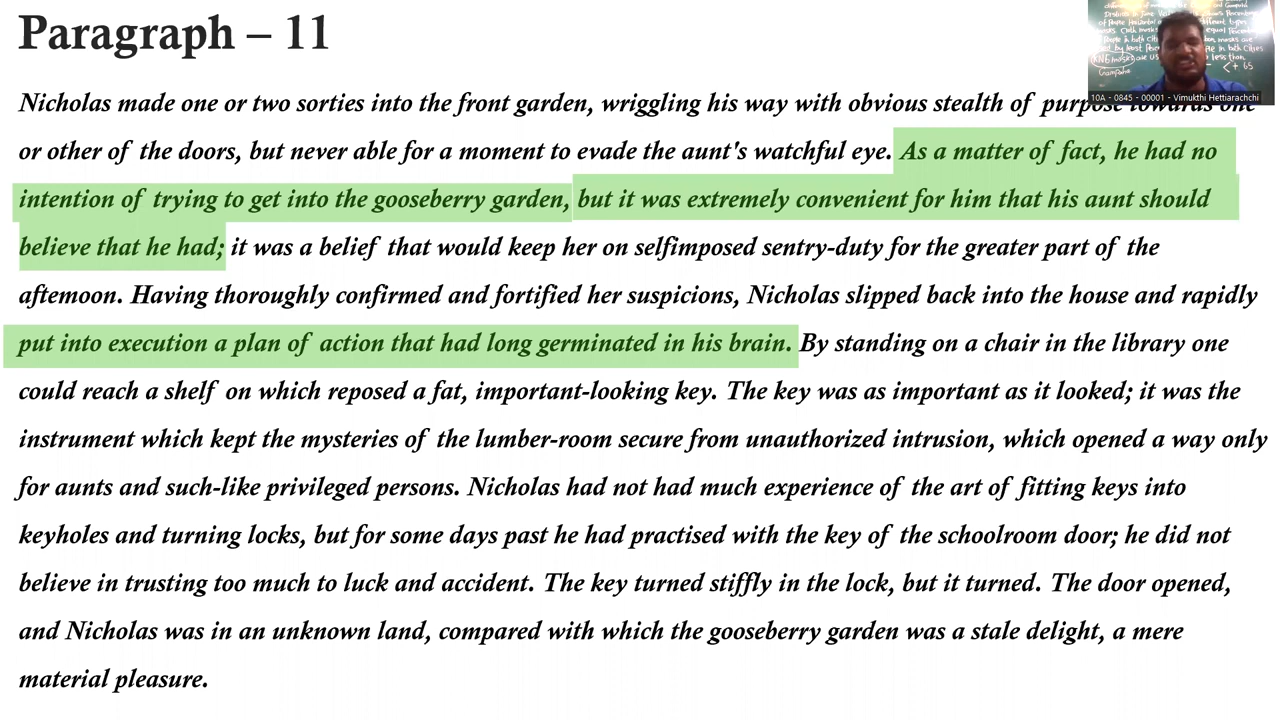 Paragraph – 11
Nicholas made one or two sorties into the front garden, wriggling his way with obvious stealth of purpose towards one
or other of the doors, but never able for a moment to evade the aunt's watchful eye. As a matter of fact, he had no
intention of trying to get into the gooseberry garden, but it was extremely convenient for him that his aunt should
believe that he had; it was a belief that would keep her on selfimposed sentry-duty for the greater part of the
aftemoon. Having thoroughly confirmed and fortified her suspicions, Nicholas slipped back into the house and rapidly
put into execution a plan of action that had long germinated in his brain. By standing on a chair in the library one
could reach a shelf on which reposed a fat, important-looking key. The key was as important as it looked; it was the
instrument which kept the mysteries of the lumber-room secure from unauthorized intrusion, which opened a way only
for aunts and such-like privileged persons. Nicholas had not had much experience of the art of fitting keys into
keyholes and turning locks, but for some days past he had practised with the key of the schoolroom door; he did not
believe in trusting too much to luck and accident. The key turned stiffly in the lock, but it turned. The door opened,
and Nicholas was in an unknown land, compared with which the gooseberry garden was a stale delight, a mere
material pleasure.
10A - 0845 - 00001 - Vimukthi Hettiarachchi